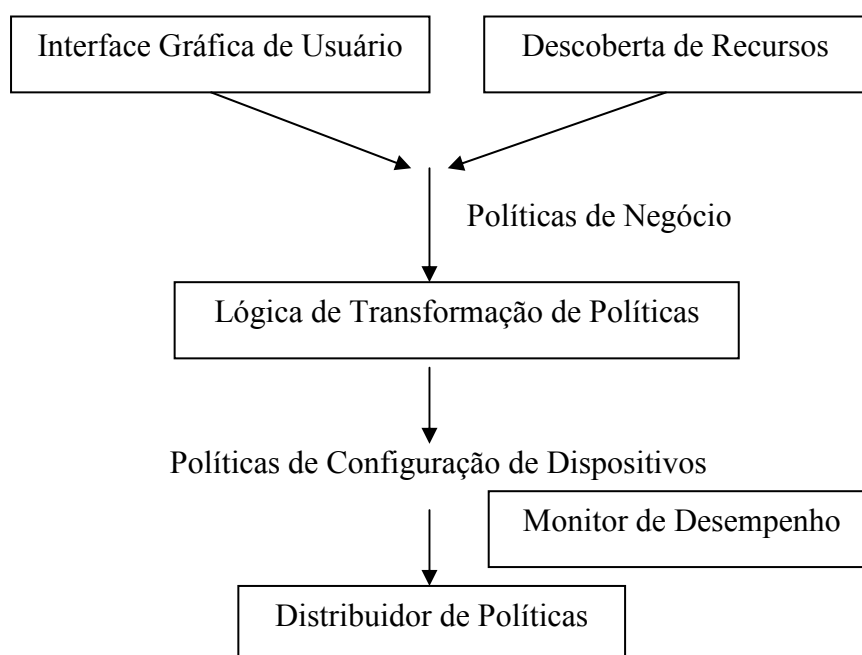 Interface Gráfica de Usuário
Descoberta de Recursos
Políticas de Negócio
Lógica de Transformação de Políticas
Políticas de Configuração de Dispositivos
Monitor de Desempenho
Distribuidor de Políticas